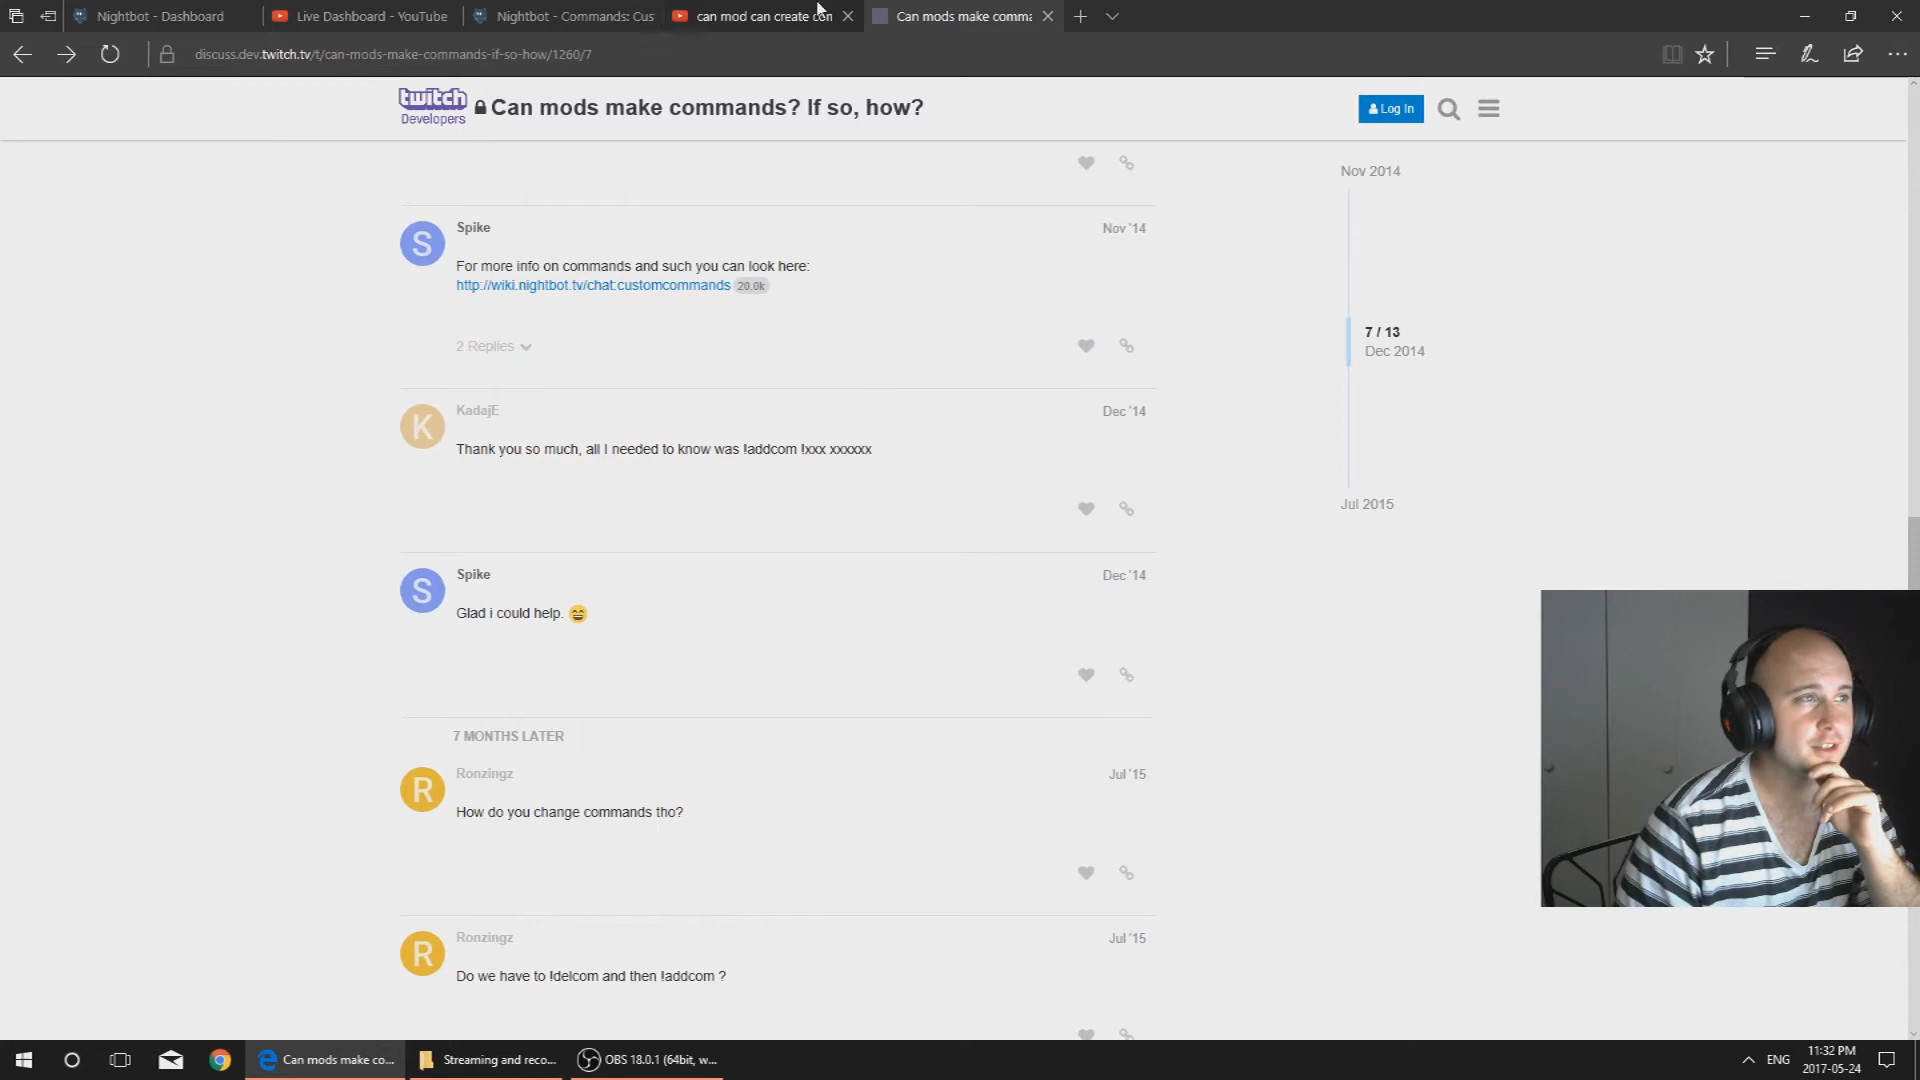 Nightbot - Dashboard
Live Dashboard - YouTube
Nightbot - Commands: Cus
can mod can create com
Can mods make comma
discuss.dev.twitch.tv/t/can-mods-make-commands-if-so-how/1260/7
twitch
Developers
Can mods make commands? If so, how?
Log In
Nov 2014
S
Spike
Nov '14
For more info on commands and such you can look here:
http://wiki.nightbot.tv/chat:customcommands 20.0k
2 Replies
7 / 13
Dec 2014
K
KadajE
Dec '14
Thank you so much, all I needed to know was !addcom !xxx xxxxxx
Jul 2015
S
Spike
Dec '14
Glad i could help.
7 MONTHS LATER
R
Ronzingz
Jul '15
How do you change commands tho?
R
Ronzingz
Jul '15
Do we have to !delcom and then !addcom ?
Can mods make co...
Streaming and reco...
OBS 18.0.1 (64bit, w...
ENG
11:32 PM
2017-05-24